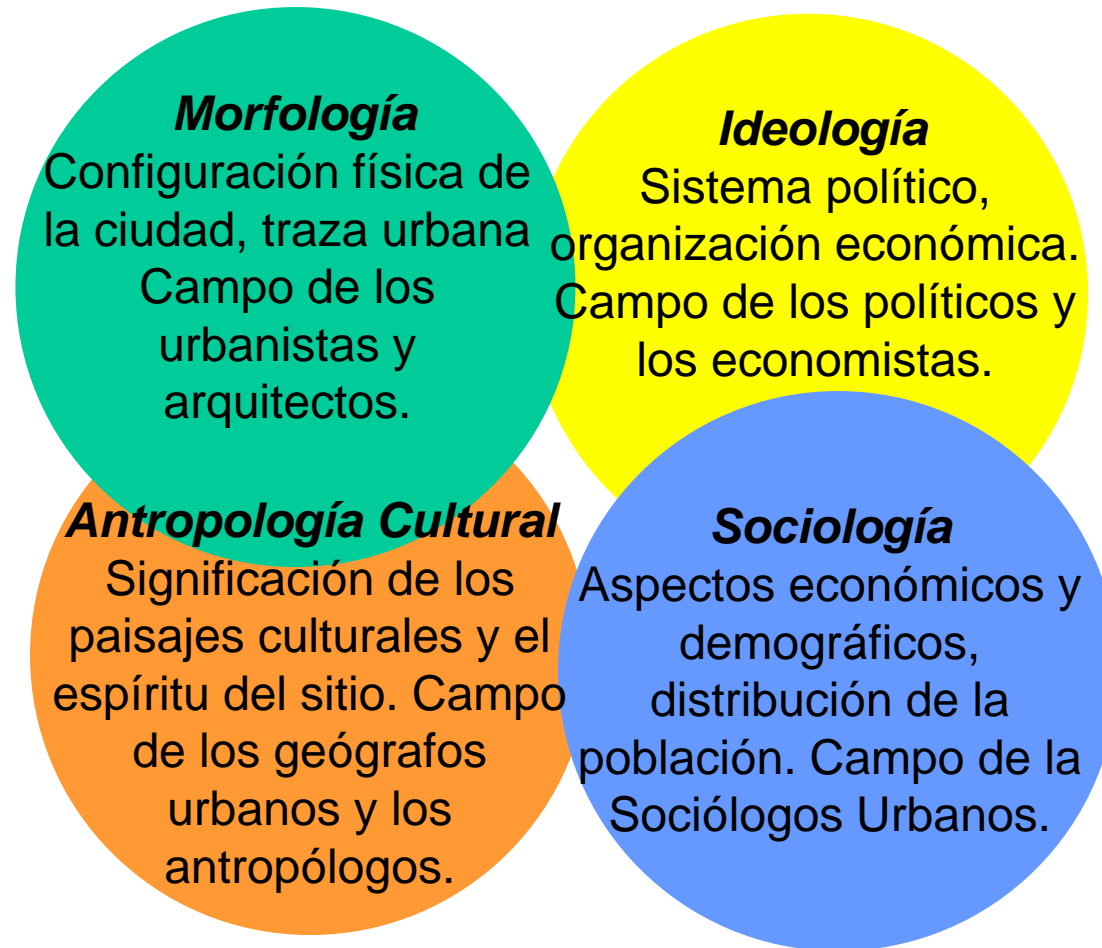 Morfología
Configuración física de
la ciudad, traza urbana
Campo de los
urbanistas y
arquitectos.
Ideología
Sistema político,
organización económica.
Campo de los políticos y
los economistas.
Antropología Cultural
Significación de los
paisajes culturales y el
espíritu del sitio. Campo
de los geógrafos
urbanos y los
antropólogos.
Sociología
Aspectos económicos y
demográficos,
distribución de la
población. Campo de la
Sociólogos Urbanos.